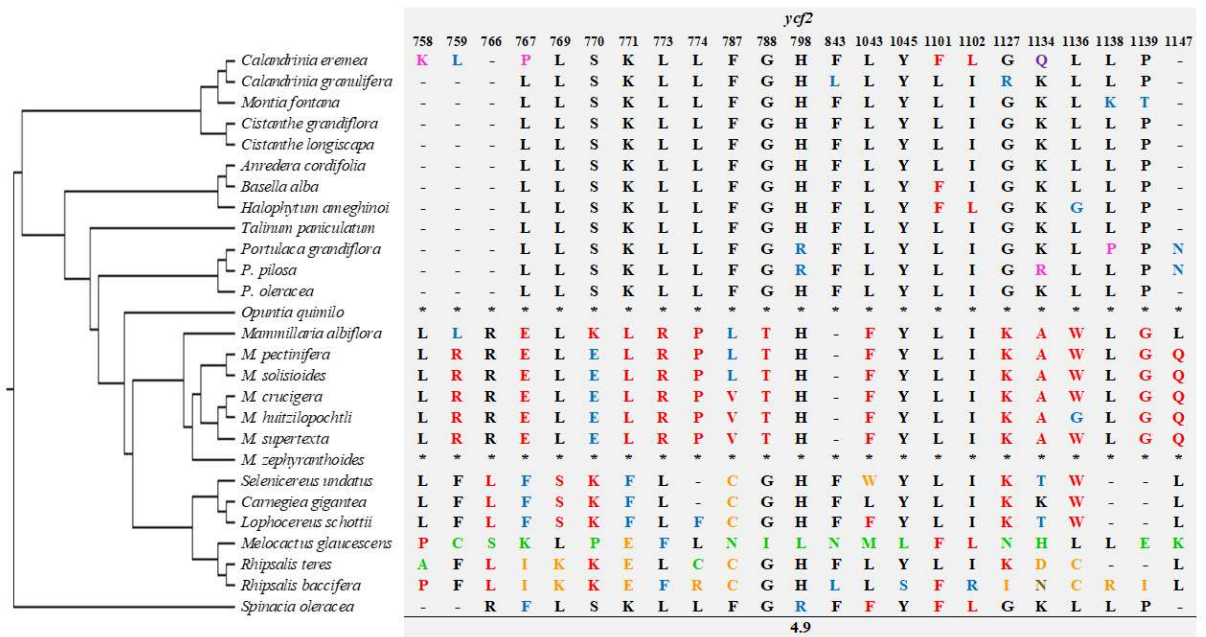 ycf2
758 759 766 767 769 770 771 773 774 787 788 798 843 1043 1045 1101 1102 1127 1134 1136 1138 1139 1147
Calandrinia eremea K L - P L S K L L F G H F L Y F L G Q L L P -
Calandrinia granulifera - - - L L S K L L F G H L L Y L I R K L L P -
Montia fontana - - - L L S K L L F G H F L Y L I G K L K T -
Cistanthe grandiflora - - - L L S K L L F G H F L Y L I G K L L P -
Cistanthe longiscapa - - - L L S K L L F G H F L Y L I G K L L P -
Anredera cordifolia - - - L L S K L L F G H F L Y L I G K L L P -
Basella alba - - - L L S K L L F G H F L Y F I G K L L P -
Halophytum ameghinoi - - - L L S K L L F G H F L Y F L G K G L P -
Talinum paniculatum - - - L L S K L L F G H F L Y L I G K L L P -
Portulaca grandiflora - - - L L S K L L F G R F L Y L I G K L P P N
P. pilosa - - - L L S K L L F G R F L Y L I G R L L P N
P. oleracea - - - L L S K L L F G H F L Y L I G K L L P -
Opuntia quimilo * * * * * * * * * * * * * * * * * * * * * * *
Mammillaria albiflora L L R E L K L R P L T H - F Y L I K A W L G L
M. pectinifera L R R E L E L R P L T H - F Y L I K A W L G Q
M. solisioides L R R E L E L R P L T H - F Y L I K A W L G Q
M. crucigera L R R E L E L R P V T H - F Y L I K A W L G Q
M. huitzilopochtli L R R E L E L R P V T H - F Y L I K A G L G Q
M. supertexta L R R E L E L R P V T H - F Y L I K A W L G Q
M. zephyranthoides * * * * * * * * * * * * * * * * * * * * * * *
Selenicereus undatus L F L F S K F L - C G H F W Y L I K T W - - L
Carnegiea gigantea L F L F S K F L - C G H F L Y L I K K W - - L
Lophocereus schottii L F L F S K F L F C G H F F Y L I K T W - - L
Melocactus glaucescens P C S K L P E F L N I L N M L F L N H L L E K
Rhipsalis teres A F L I K K E L C C G H F L Y L I K D C - - L
Rhipsalis baccifera P F L I K K E F R C G H L L S F R I N C R I L
Spinacia oleracea - - R F L S K L L F G R F F Y F L G K L L P -
4.9